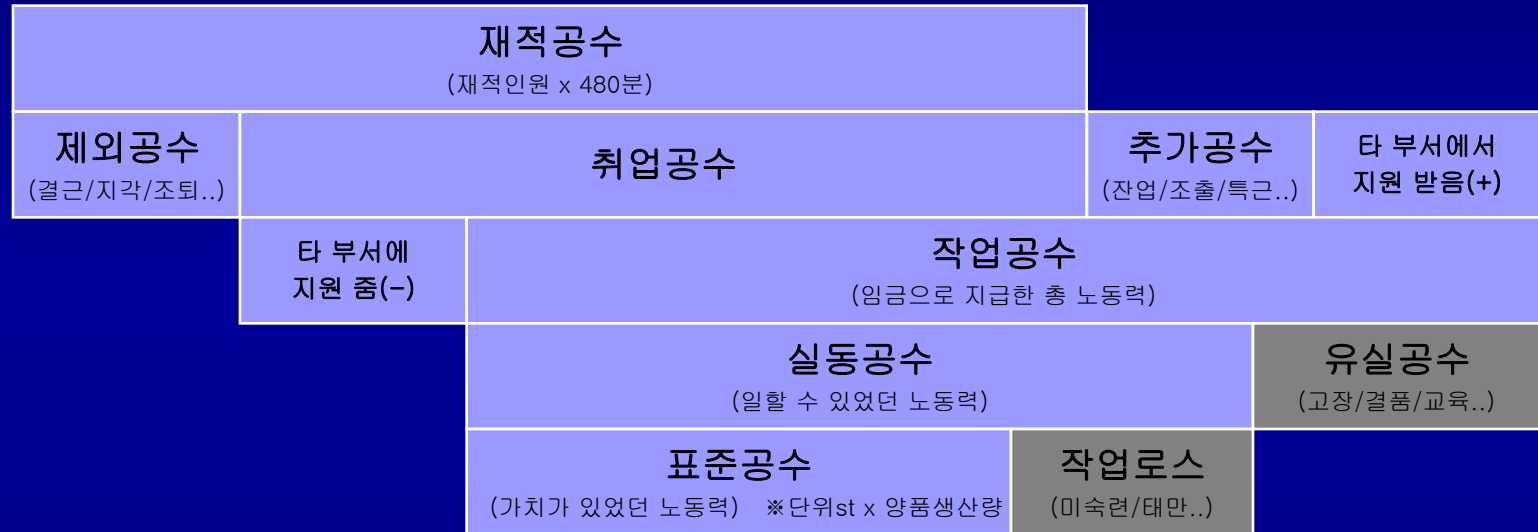 재적공수
(재적인원 x 480분)
제외공수
(결근/지각/조퇴..)
취업공수
추가공수
(잔업/조출/특근..)
타 부서에서
지원 받음(+)
타 부서에
지원 줌(-)
작업공수
(임금으로 지급한 총 노동력)
실동공수
(일할 수 있었던 노동력)
유실공수
(고장/결품/교육..)
표준공수
(가치가 있었던 노동력) ※단위st x 양품생산량
작업로스
(미숙련/태만..)